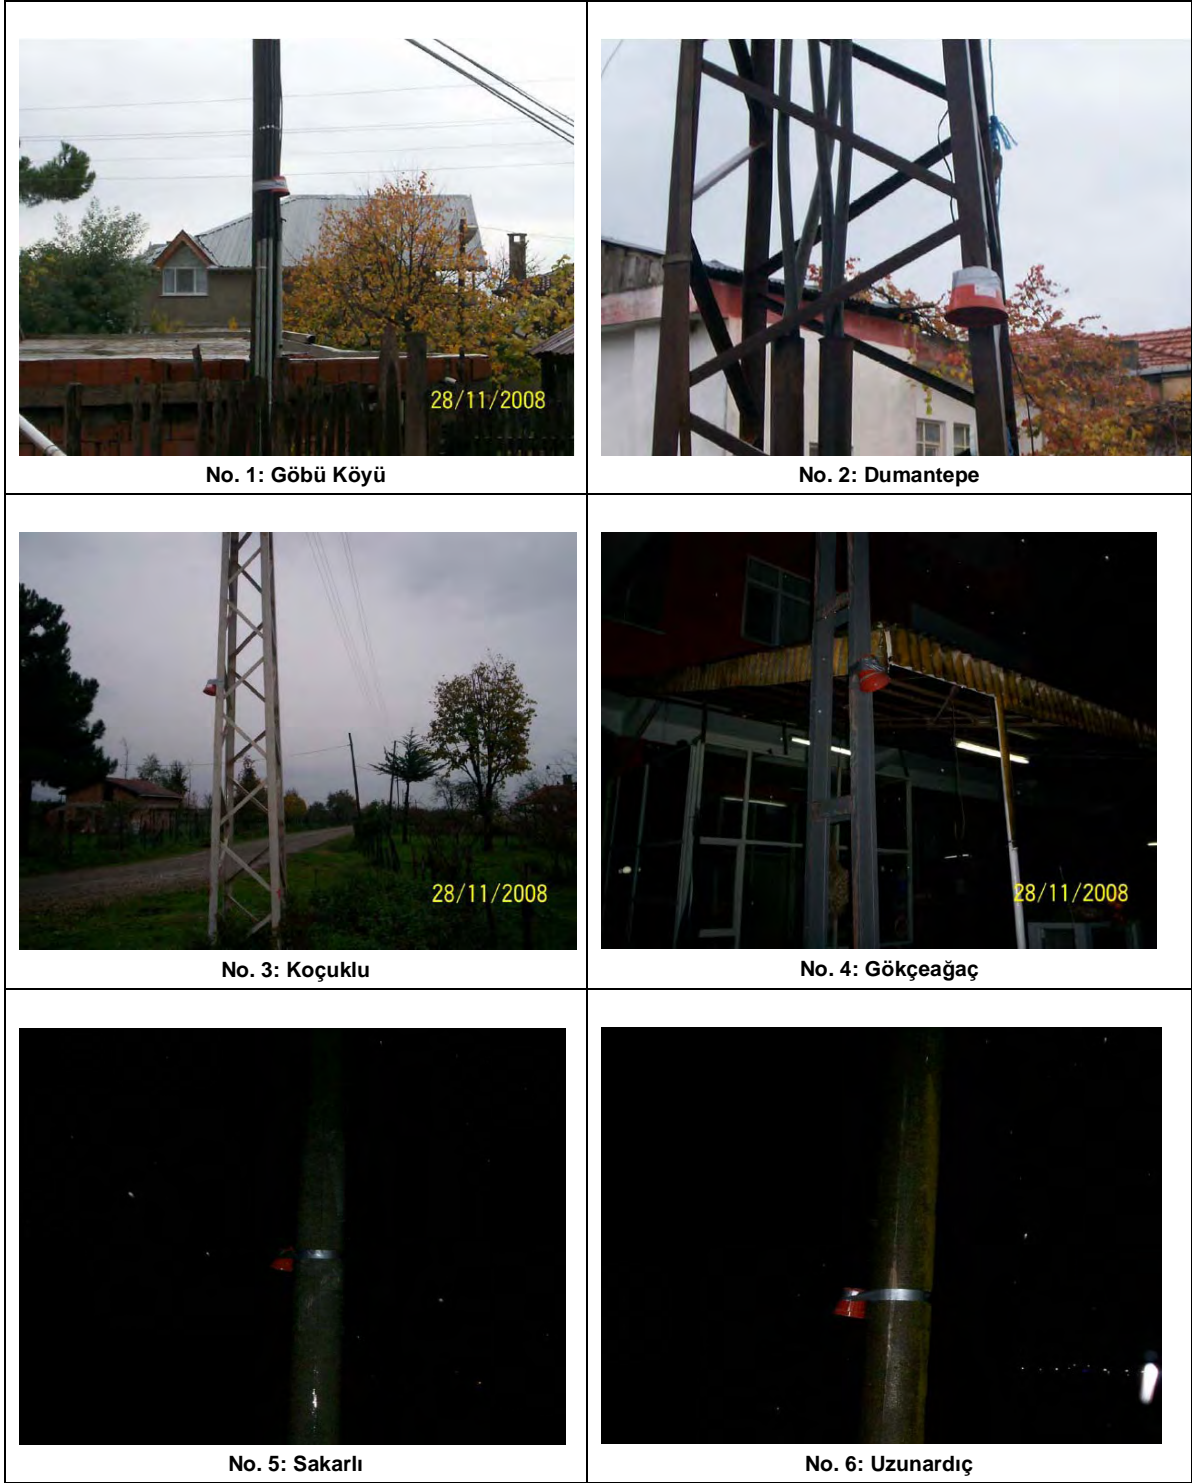 28/11/2008
No. 1: Göbü Köyü
No. 2: Dumantepe
28/11/2008
No. 3: Koçuklu
28/11/2008
No. 4: Gökçeağaç
No. 5: Sakarlı
No. 6: Uzunardıç